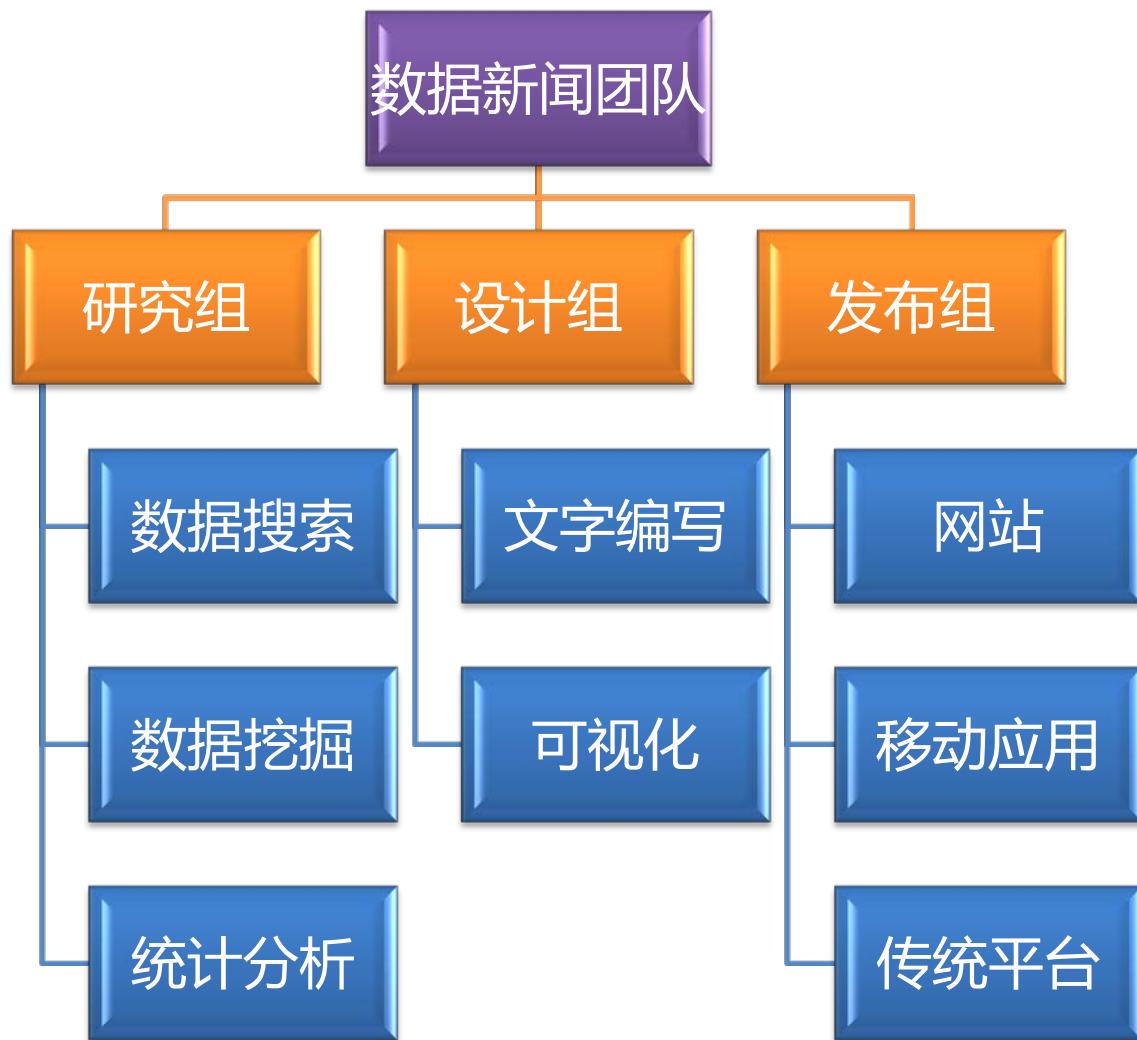 数据新闻团队
研究组
设计组
发布组
数据搜索
文字编写
网站
数据挖掘
可视化
移动应用
统计分析
传统平台